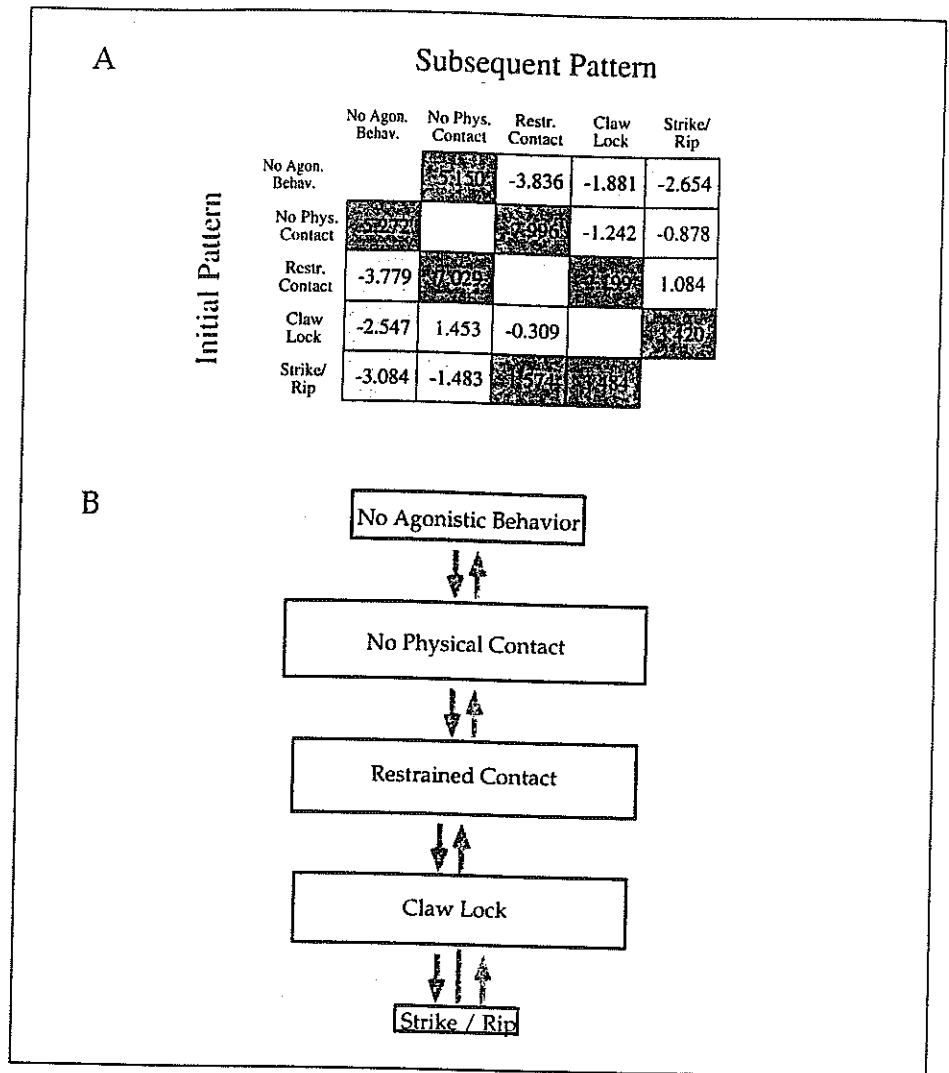 A
Subsequent Pattern
No Agon. Behav.
No Phys. Contact
Restr. Contact
Claw Lock
Strike/ Rip
Initial Pattern
No Agon. Behav.
5.150 -3.836 -1.881 -2.654
No Phys. Contact
5.272 -1.242 -0.878
Restr. Contact
-3.779 7.029 1.084
Claw Lock
-2.547 1.453 -0.309
Strike/ Rip
-3.084 -1.483
B
No Agonistic Behavior
No Physical Contact
Restrained Contact
Claw Lock
Strike / Rip